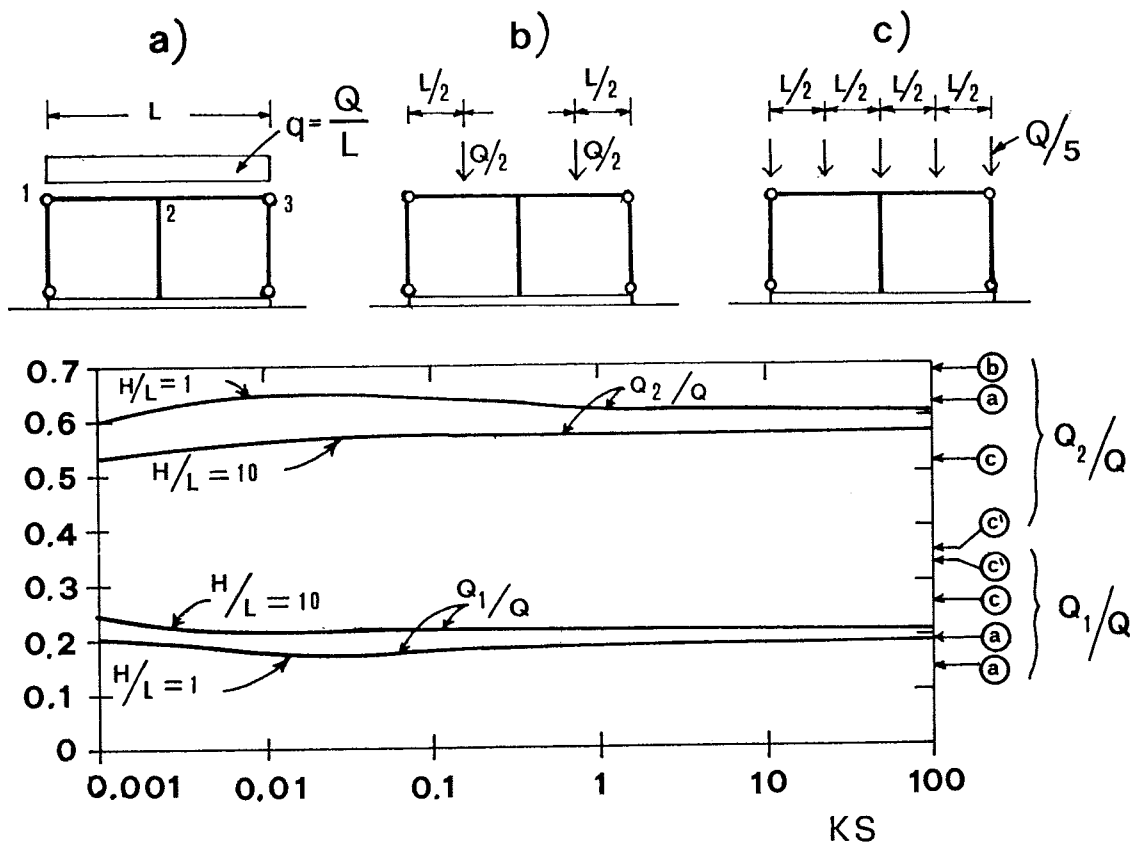 a)
b)
c)
L
q=Q/L
L/2
L/2
L/2 L/2 L/2 L/2
Q/2
Q/2
Q/5
1
2
3
0.7
0.6
0.5
0.4
0.3
0.2
0.1
0
H/L=1
Q2/Q
H/L=10
H/L=10
Q1/Q
H/L=1
b
a
c
c'
Q2/Q
c'
c
a
a
Q1/Q
0.001
0.01
0.1
1
10
100
KS